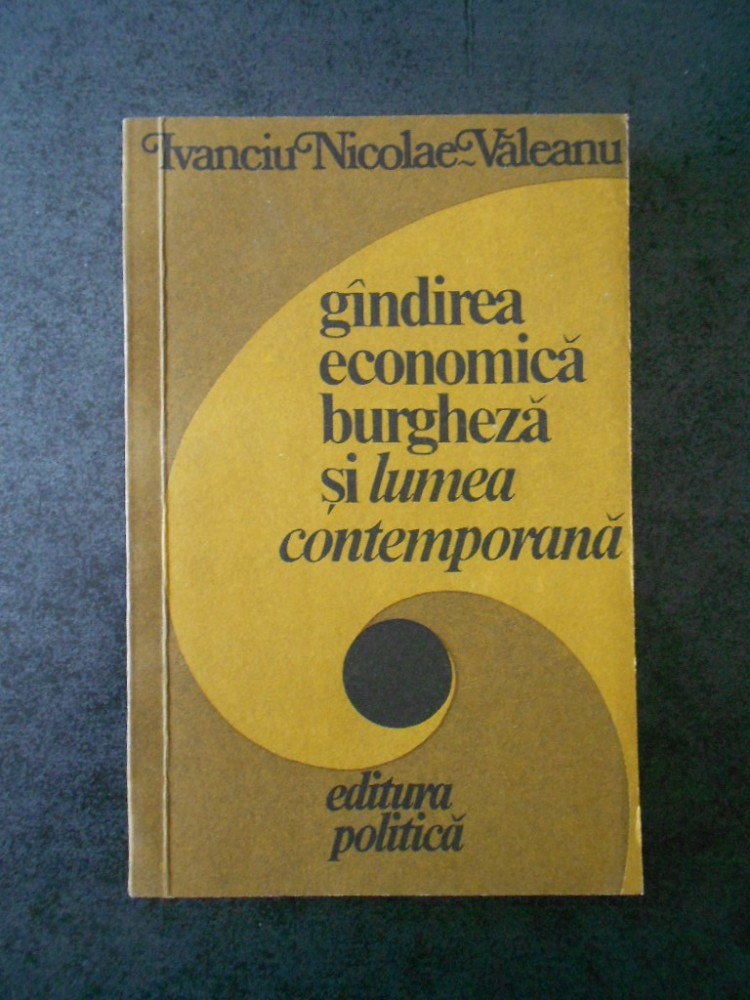 Ivanciu Nicolae-Văleanu
gîndirea
economică
burgheză
și lumea
contemporană
editura
politică